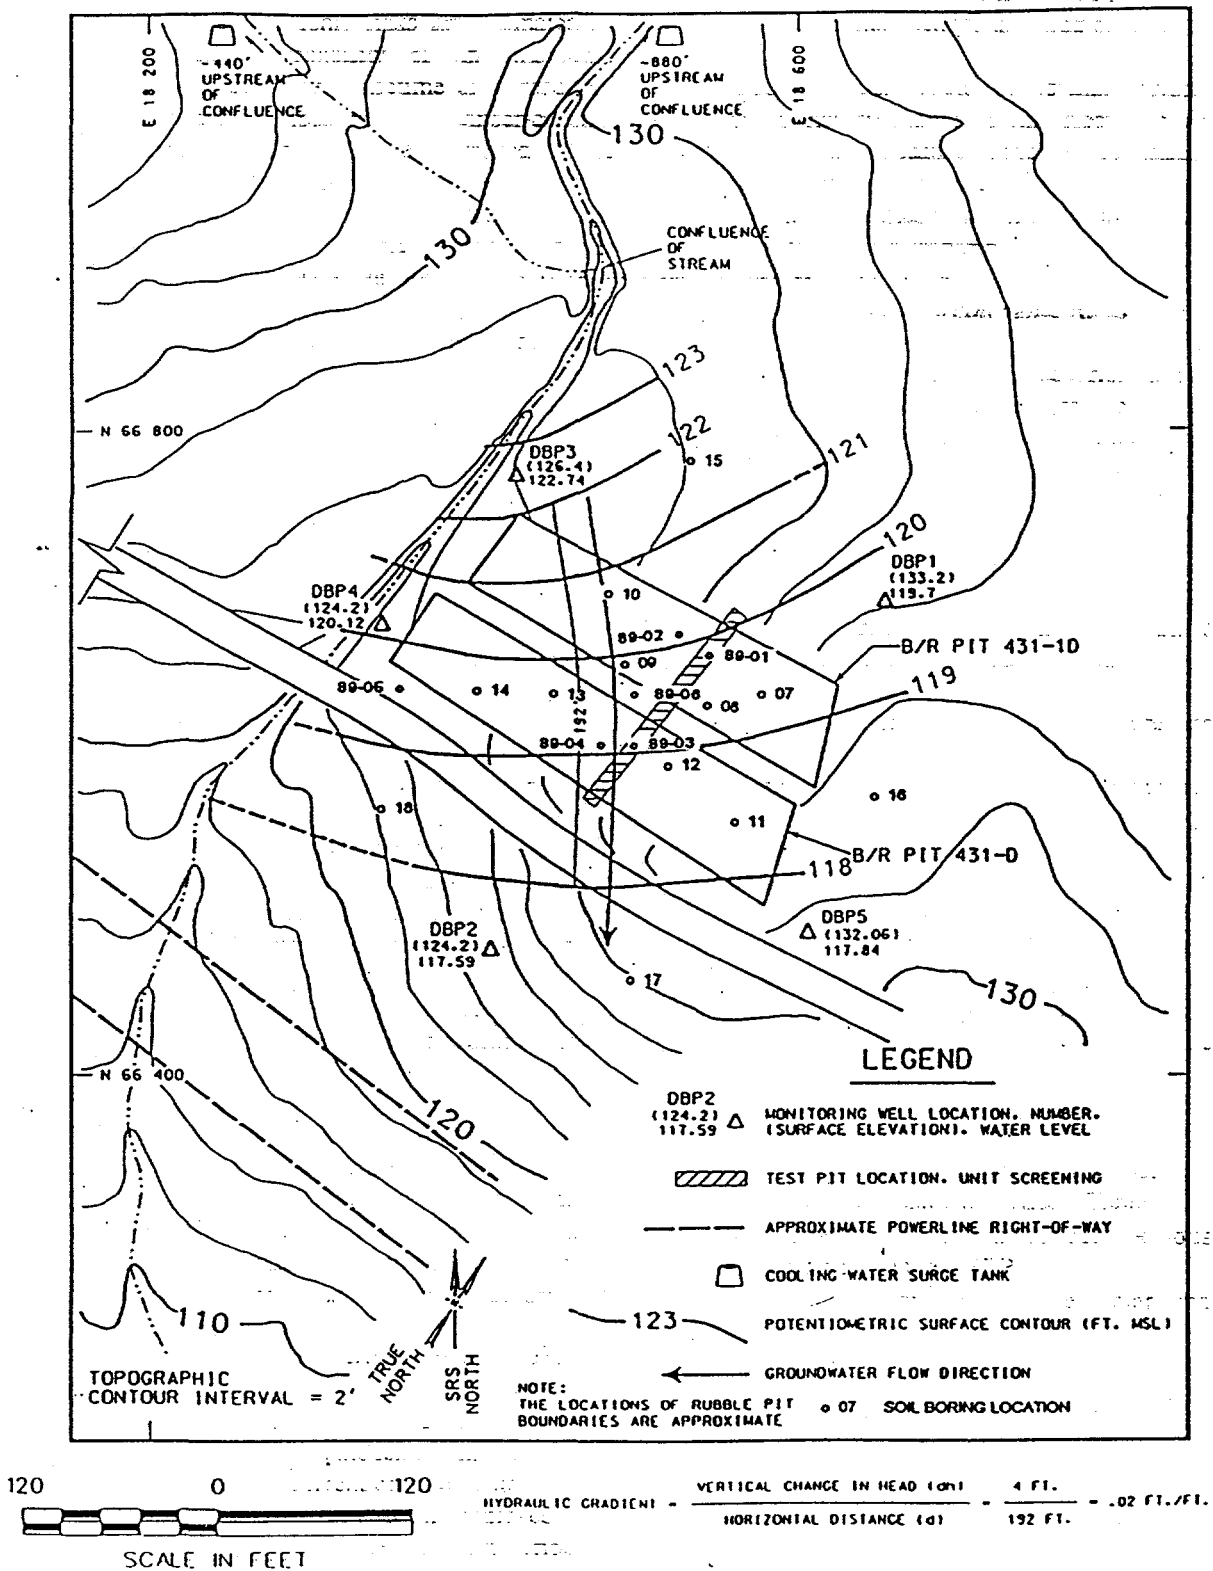 E 18 200
~440'
UPSTREAM
OF
CONFLUENCE
~880'
UPSTREAM
OF
CONFLUENCE
E 18 600
130
130
CONFLUENCE
OF
STREAM
123
N 66 800
122
DBP3
(126.4)
122.74
15
121
120
DBP1
(133.2)
119.7
DBP4
(124.2)
120.12
10
89-02
89-01
B/R PIT 431-1D
09
119
89-05
14
13
89-06
07
08
192'
89-04
89-03
12
16
18
11
B/R PIT 431-D
118
DBP5
(132.06)
117.84
DBP2
(124.2)
117.59
17
130
LEGEND
N 66 400
DBP2
(124.2)
117.59
MONITORING WELL LOCATION. NUMBER.
(SURFACE ELEVATION). WATER LEVEL
120
TEST PIT LOCATION. UNIT SCREENING
APPROXIMATE POWERLINE RIGHT-OF-WAY
COOLING WATER SURGE TANK
110
123
POTENTIOMETRIC SURFACE CONTOUR (FT. MSL)
TRUE
NORTH
SRS
NORTH
GROUNDWATER FLOW DIRECTION
TOPOGRAPHIC
CONTOUR INTERVAL = 2'
NOTE:
THE LOCATIONS OF RUBBLE PIT
BOUNDARIES ARE APPROXIMATE
07 SOIL BORING LOCATION
120 0 120
SCALE IN FEET
HYDRAULIC GRADIENT = VERTICAL CHANGE IN HEAD (dh) = 4 FT. = .02 FT./FT.
HORIZONTAL DISTANCE (d) 192 FT.